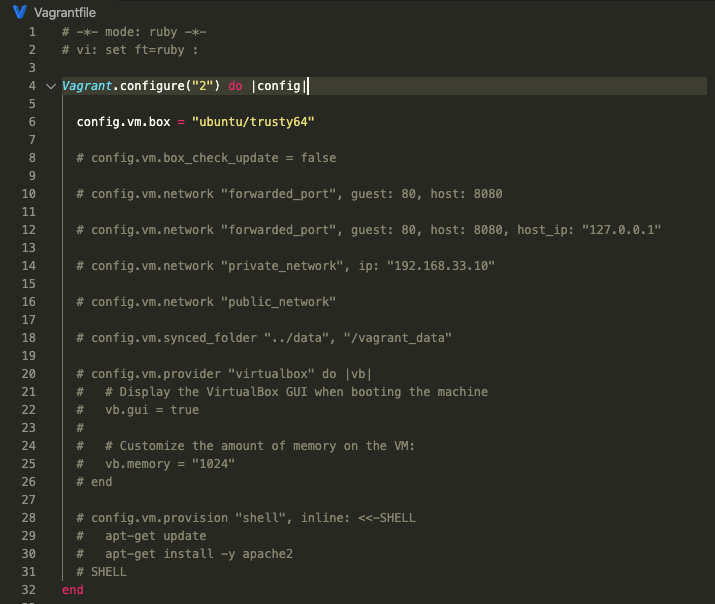 Vagrantfile
1 # -*- mode: ruby -*-
2 # vi: set ft=ruby :
3
4 Vagrant.configure("2") do |config|
5
6 config.vm.box = "ubuntu/trusty64"
7
8 # config.vm.box_check_update = false
9
10 # config.vm.network "forwarded_port", guest: 80, host: 8080
11
12 # config.vm.network "forwarded_port", guest: 80, host: 8080, host_ip: "127.0.0.1"
13
14 # config.vm.network "private_network", ip: "192.168.33.10"
15
16 # config.vm.network "public_network"
17
18 # config.vm.synced_folder "../data", "/vagrant_data"
19
20 # config.vm.provider "virtualbox" do |vb|
21 #   # Display the VirtualBox GUI when booting the machine
22 #   vb.gui = true
23 #
24 #   # Customize the amount of memory on the VM:
25 #   vb.memory = "1024"
26 # end
27
28 # config.vm.provision "shell", inline: <<-SHELL
29 #   apt-get update
30 #   apt-get install -y apache2
31 # SHELL
32 end